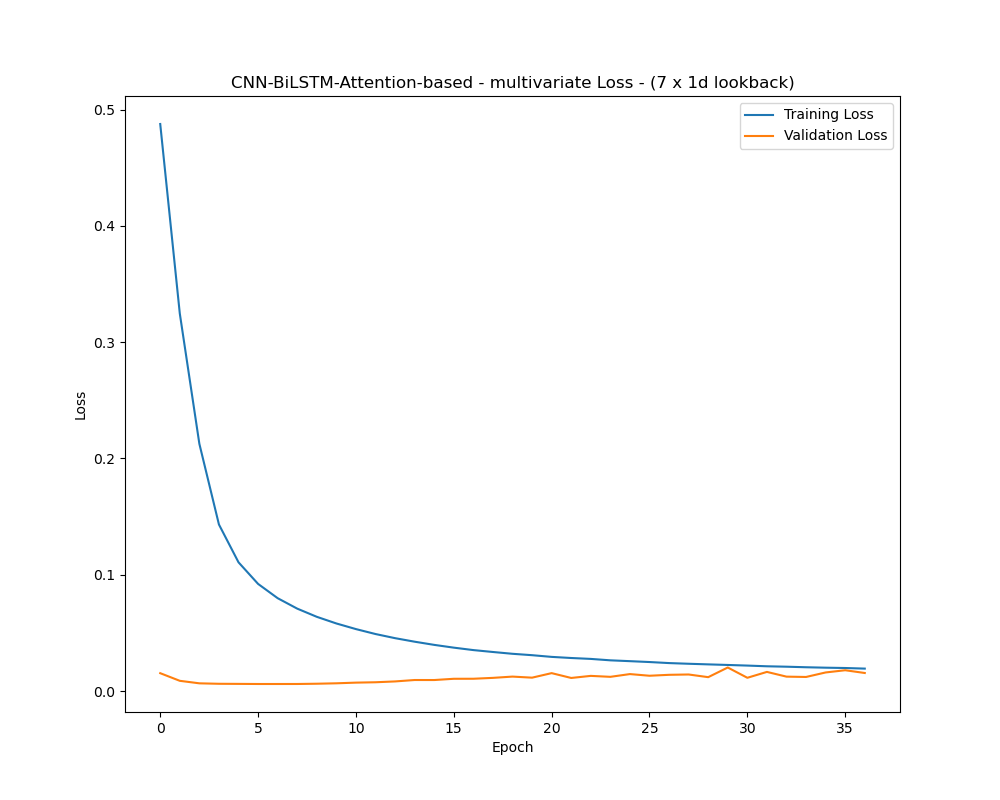 CNN-BiLSTM-Attention-based - multivariate Loss - (7 x 1d lookback)
Training Loss
Validation Loss
0.5
0.4
0.3
0.2
0.1
0.0
Loss
0 5 10 15 20 25 30 35
Epoch